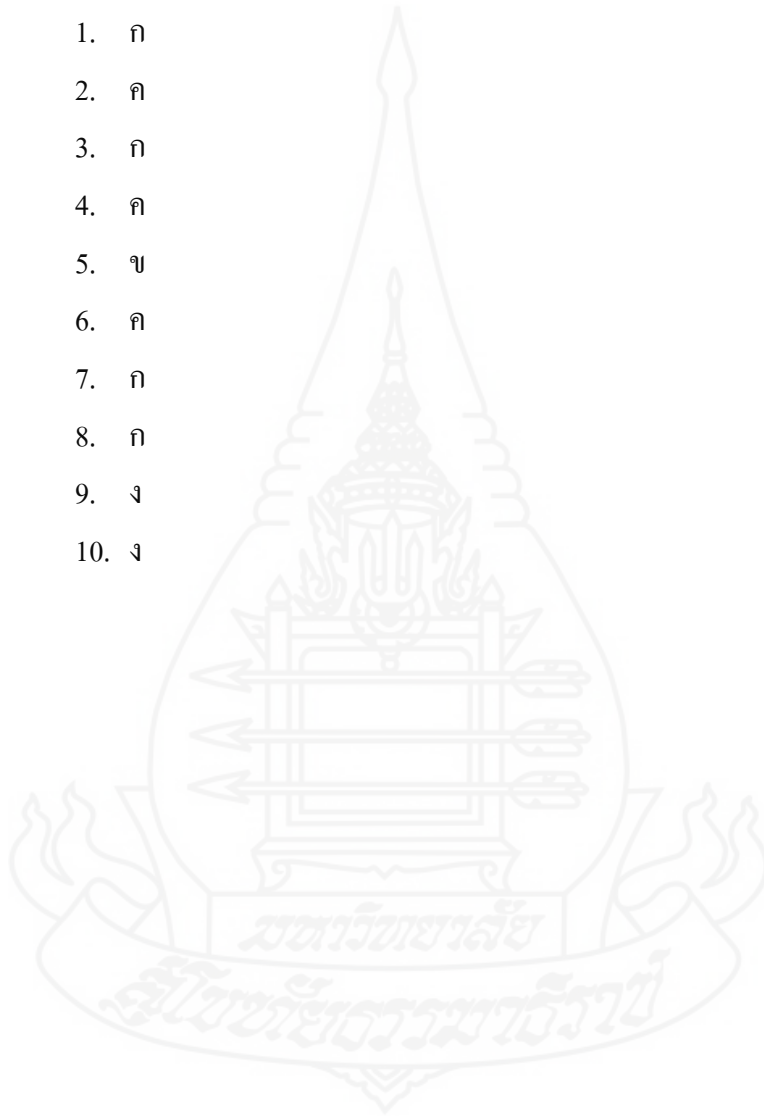 1. ก
2. ค
3. ก
4. ค
5. ข
6. ค
7. ก
8. ก
9. ง
10. ง
มหาวิทยาลัย
สุโขทัยธรรมาธิราช